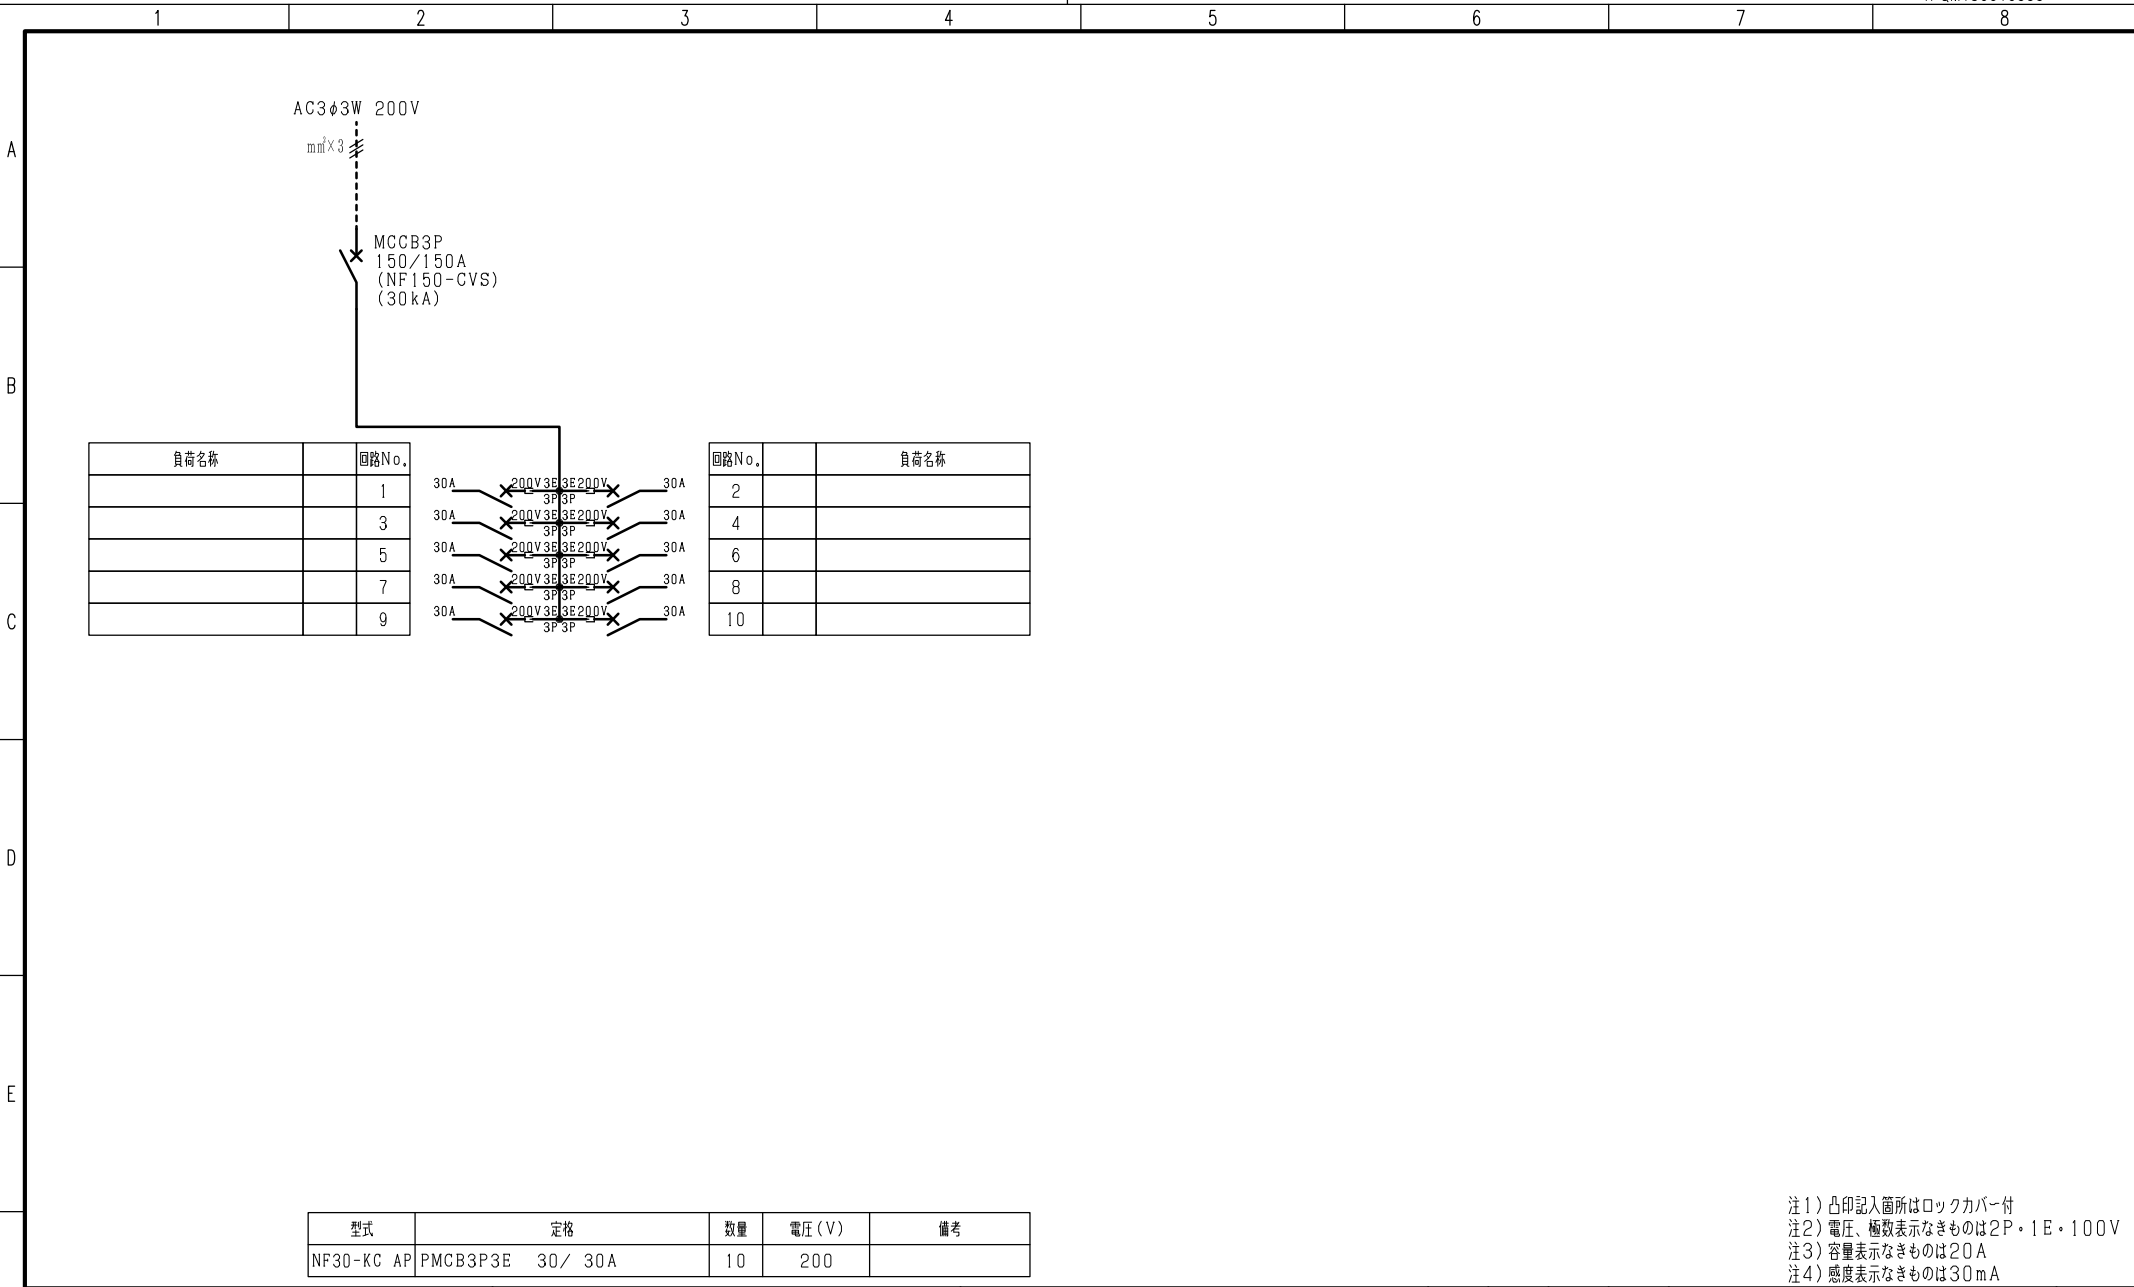 1 2 3 4 5 6 7 8
A
B
C
D
E
AC3φ3W 200V
mm²×3
MCCB3P
150/150A
(NF150-CVS)
(30kA)
負荷名称 回路No.
回路No. 負荷名称
1 30A 200V 3E 3E 200V 30A 2
3P 3P
3 30A 200V 3E 3E 200V 30A 4
3P 3P
5 30A 200V 3E 3E 200V 30A 6
3P 3P
7 30A 200V 3E 3E 200V 30A 8
3P 3P
9 30A 200V 3E 3E 200V 30A 10
3P 3P
型式 定格 数量 電圧(V) 備考
NF30-KC AP PMCB3P3E 30/ 30A 10 200
注1)凸印記入箇所はロックカバー付
注2)電圧、極数表示なきものは2P・1E・100V
注3)容量表示なきものは20A
注4)感度表示なきものは30mA